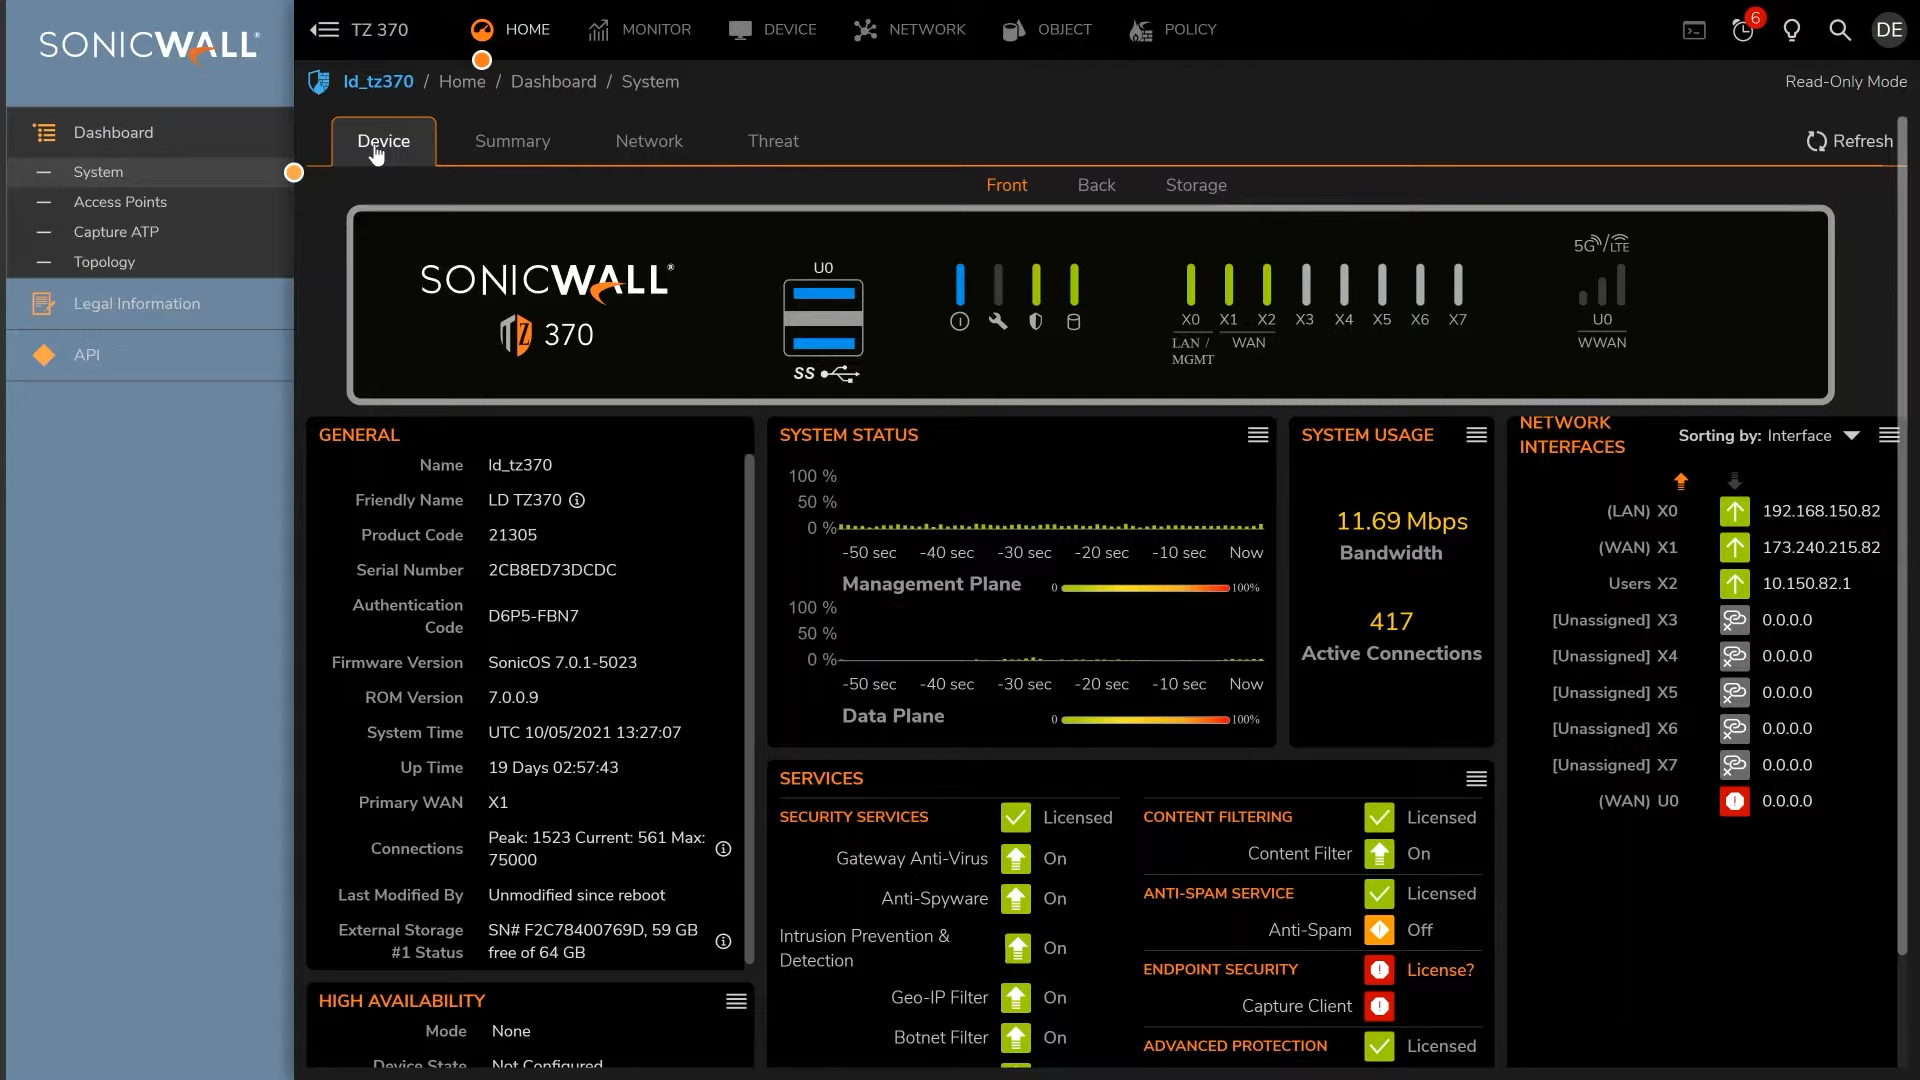 SONICWALL
TZ 370
HOME
MONITOR
DEVICE
NETWORK
OBJECT
POLICY
6
DE
ld_tz370 / Home / Dashboard / System
Read-Only Mode
Dashboard
System
Access Points
Capture ATP
Topology
Legal Information
API
Device
Summary
Network
Threat
Refresh
Front
Back
Storage
SONICWALL
TZ 370
U0
SS
X0 X1 X2 X3 X4 X5 X6 X7
LAN / MGMT
WAN
5G/LTE
U0
WWAN
GENERAL
Name ld_tz370
Friendly Name LD TZ370
Product Code 21305
Serial Number 2CB8ED73DCDC
Authentication Code D6P5-FBN7
Firmware Version SonicOS 7.0.1-5023
ROM Version 7.0.0.9
System Time UTC 10/05/2021 13:27:07
Up Time 19 Days 02:57:43
Primary WAN X1
Connections Peak: 1523 Current: 561 Max: 75000
Last Modified By Unmodified since reboot
External Storage #1 Status SN# F2C78400769D, 59 GB free of 64 GB
HIGH AVAILABILITY
Mode None
Device State Not Configured
SYSTEM STATUS
100 %
50 %
0 %
-50 sec -40 sec -30 sec -20 sec -10 sec Now
Management Plane 0 100%
100 %
50 %
0 %
-50 sec -40 sec -30 sec -20 sec -10 sec Now
Data Plane 0 100%
SYSTEM USAGE
11.69 Mbps
Bandwidth
417
Active Connections
SERVICES
SECURITY SERVICES Licensed
Gateway Anti-Virus On
Anti-Spyware On
Intrusion Prevention & Detection On
Geo-IP Filter On
Botnet Filter On
CONTENT FILTERING Licensed
Content Filter On
ANTI-SPAM SERVICE Licensed
Anti-Spam Off
ENDPOINT SECURITY License?
Capture Client
ADVANCED PROTECTION Licensed
NETWORK INTERFACES
Sorting by: Interface
(LAN) X0 192.168.150.82
(WAN) X1 173.240.215.82
Users X2 10.150.82.1
[Unassigned] X3 0.0.0.0
[Unassigned] X4 0.0.0.0
[Unassigned] X5 0.0.0.0
[Unassigned] X6 0.0.0.0
[Unassigned] X7 0.0.0.0
(WAN) U0 0.0.0.0